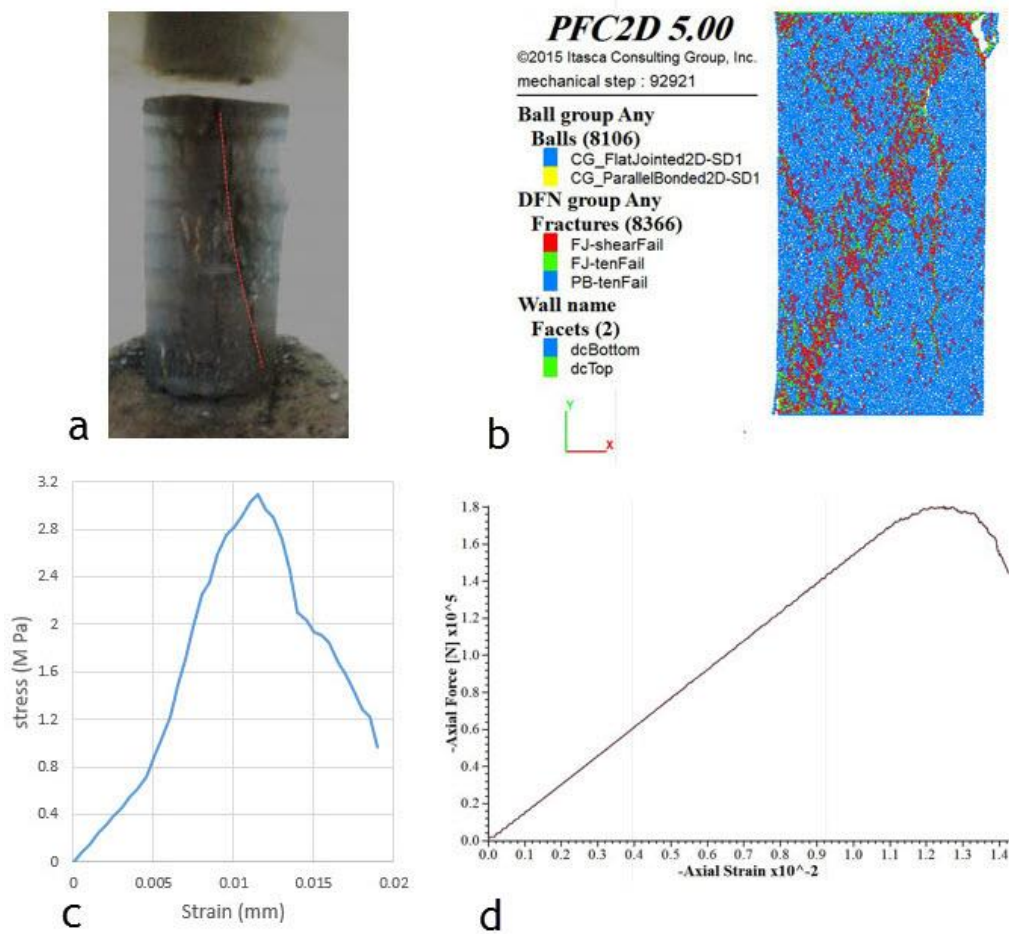 PFC2D 5.00
©2015 Itasca Consulting Group, Inc.
mechanical step : 92921
Ball group Any
Balls (8106)
CG_FlatJointed2D-SD1
CG_ParallelBonded2D-SD1
DFN group Any
Fractures (8366)
FJ-shearFail
FJ-tenFail
PB-tenFail
Wall name
Facets (2)
dcBottom
dcTop
Y
X
a
b
3.2
2.8
2.4
2
1.6
1.2
0.8
0.4
0
stress (M Pa)
0
0.005
0.01
0.015
0.02
Strain (mm)
c
1.8
1.6
1.4
1.2
1.0
0.8
0.6
0.4
0.2
0.0
-Axial Force [N] x10^5
0.0 0.1 0.2 0.3 0.4 0.5 0.6 0.7 0.8 0.9 1.0 1.1 1.2 1.3 1.4
-Axial Strain x10^-2
d